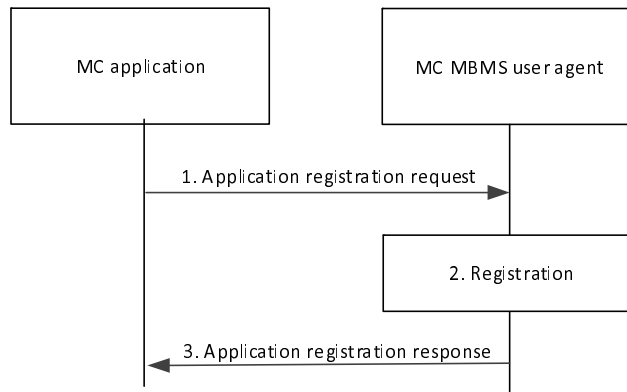 MC application
MC MBMS user agent
1. Application registration request
2. Registration
3. Application registration response